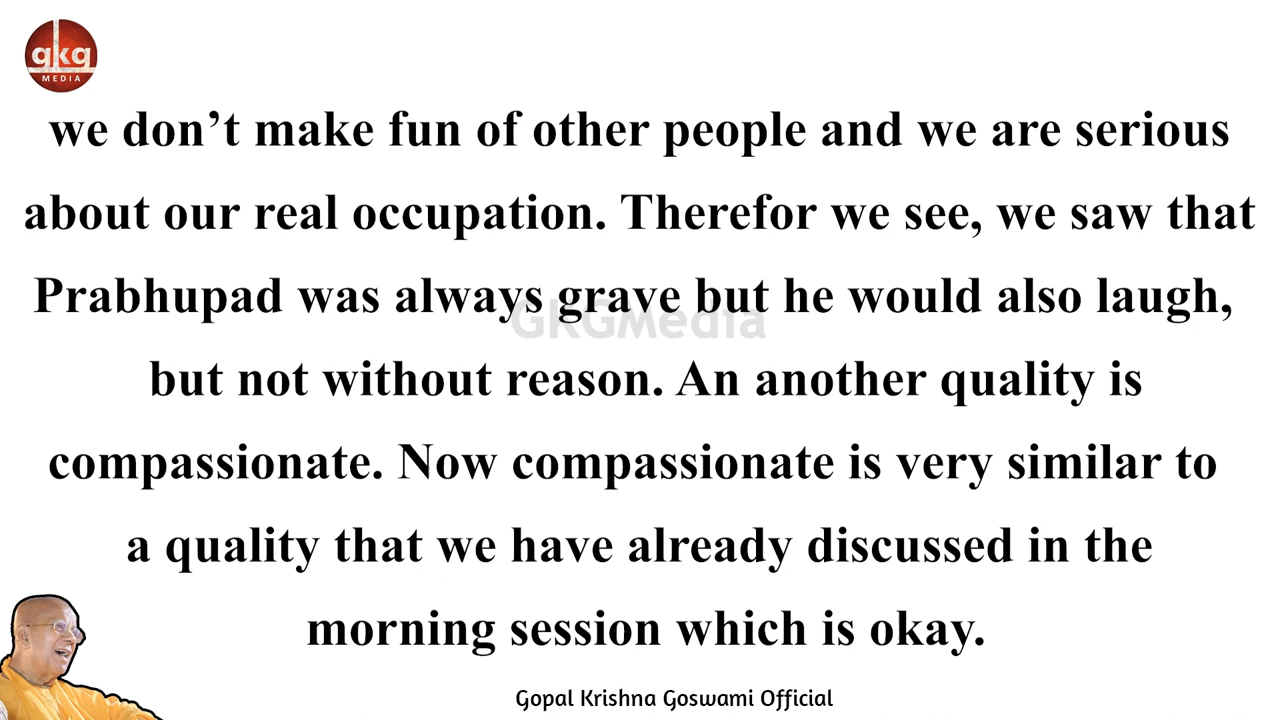 gkg
MEDIA
we don’t make fun of other people and we are serious
about our real occupation. Therefor we see, we saw that
Prabhupad was always grave but he would also laugh,
GKGMedia
but not without reason. An another quality is
compassionate. Now compassionate is very similar to
a quality that we have already discussed in the
morning session which is okay.
Gopal Krishna Goswami Official